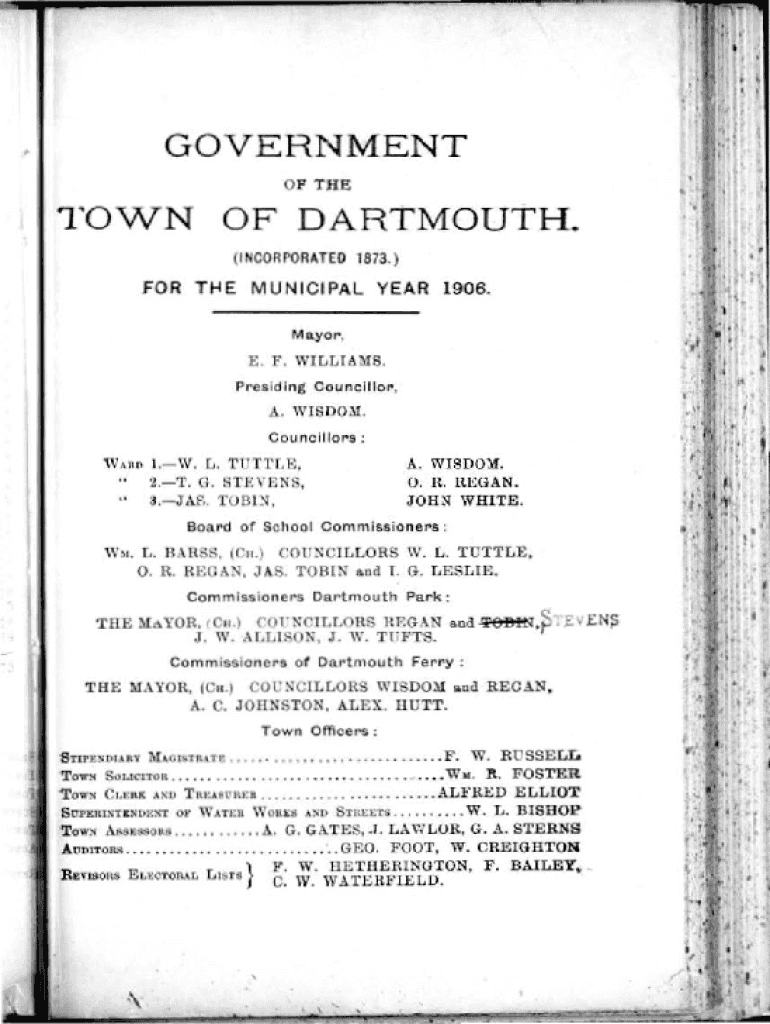 GOVERNMENT
OF THE
TOWN OF DARTMOUTH.
(INCORPORATED 1873.)
FOR THE MUNICIPAL YEAR 1906.
Mayor,
E. F. WILLIAMS.
Presiding Councillor,
A. WISDOM.
Councillors:
WARD 1.—W. L. TUTTLE, A. WISDOM.
" 2.—T. G. STEVENS, O. R. REGAN.
" 3.—JAS. TOBIN, JOHN WHITE.
Board of School Commissioners:
WM. L. BARSS, (CH.) COUNCILLORS W. L. TUTTLE,
O. R. REGAN, JAS. TOBIN and I. G. LESLIE.
Commissioners Dartmouth Park:
THE MAYOR, (CH.) COUNCILLORS REGAN and TOBIN, STEVENS
J. W. ALLISON, J. W. TUFTS.
Commissioners of Dartmouth Ferry:
THE MAYOR, (CH.) COUNCILLORS WISDOM and REGAN,
A. C. JOHNSTON, ALEX. HUTT.
Town Officers:
STIPENDIARY MAGISTRATE............................F. W. RUSSELL
TOWN SOLICITOR....................................WM. R. FOSTER
TOWN CLERK AND TREASURER.......................ALFRED ELLIOT
SUPERINTENDENT OF WATER WORKS AND STREETS..........W. L. BISHOP
TOWN ASSESSORS............A. G. GATES, J. LAWLOR, G. A. STERNS
AUDITORS............................GEO. FOOT, W. CREIGHTON
REVISORS ELECTORAL LISTS } F. W. HETHERINGTON, F. BAILEY,
C. W. WATERFIELD.